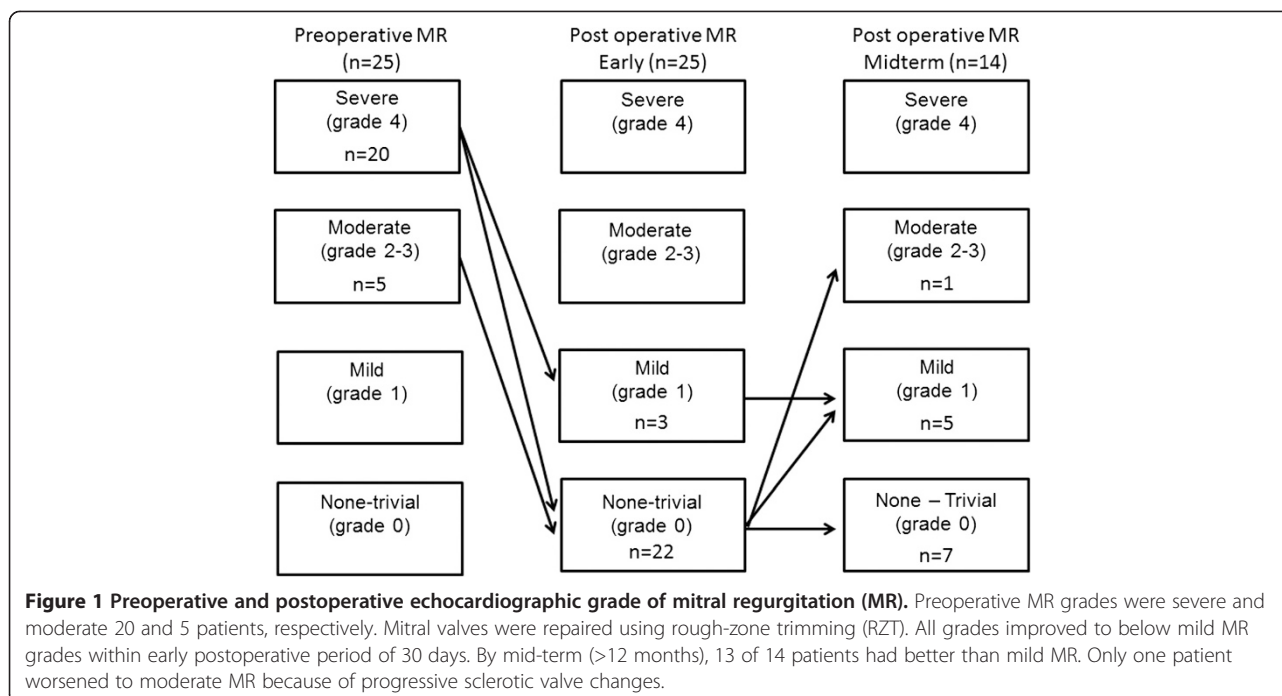 Preoperative MR
(n=25)
Post operative MR
Early (n=25)
Post operative MR
Midterm (n=14)
Severe
(grade 4)
n=20
Severe
(grade 4)
Severe
(grade 4)
Moderate
(grade 2-3)
n=5
Moderate
(grade 2-3)
Moderate
(grade 2-3)
n=1
Mild
(grade 1)
Mild
(grade 1)
n=3
Mild
(grade 1)
n=5
None-trivial
(grade 0)
None-trivial
(grade 0)
n=22
None – Trivial
(grade 0)
n=7
Figure 1 Preoperative and postoperative echocardiographic grade of mitral regurgitation (MR). Preoperative MR grades were severe and
moderate 20 and 5 patients, respectively. Mitral valves were repaired using rough-zone trimming (RZT). All grades improved to below mild MR
grades within early postoperative period of 30 days. By mid-term (>12 months), 13 of 14 patients had better than mild MR. Only one patient
worsened to moderate MR because of progressive sclerotic valve changes.